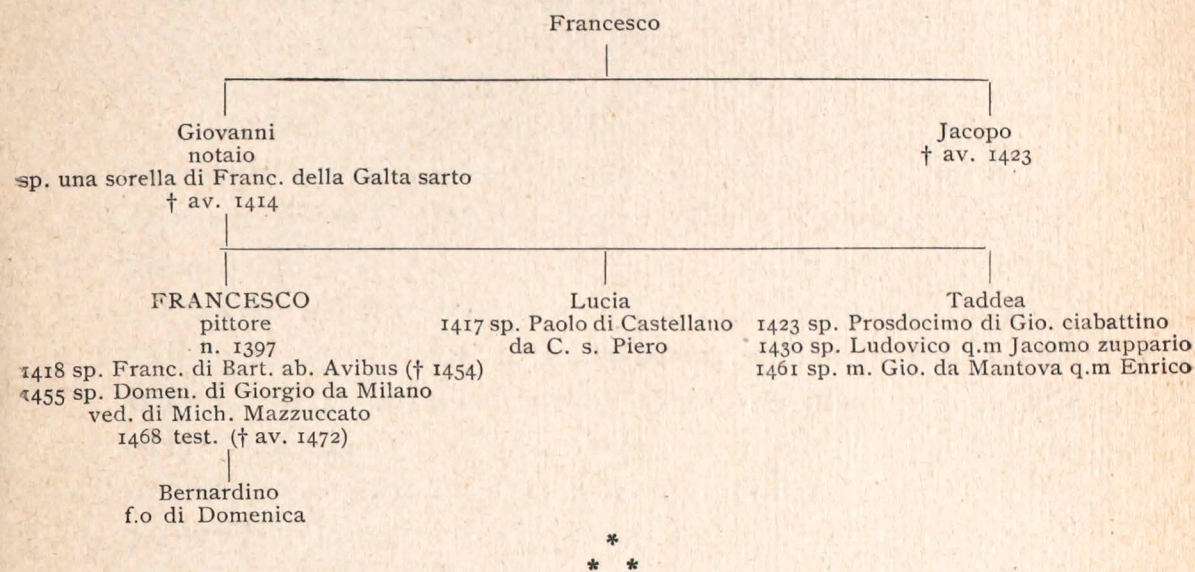 Francesco
Giovanni
notaio
sp. una sorella di Franc. della Galta sarto
† av. 1414
Jacopo
† av. 1423
FRANCESCO
pittore
n. 1397
1418 sp. Franc. di Bart. ab. Avibus († 1454)
1455 sp. Domen. di Giorgio da Milano
ved. di Mich. Mazzuccato
1468 test. († av. 1472)
Lucia
1417 sp. Paolo di Castellano
da C. s. Piero
Taddea
1423 sp. Prosdocimo di Gio. ciabattino
1430 sp. Ludovico q.m Jacomo zuppario
1461 sp. m. Gio. da Mantova q.m Enrico
Bernardino
f.o di Domenica
*
* *